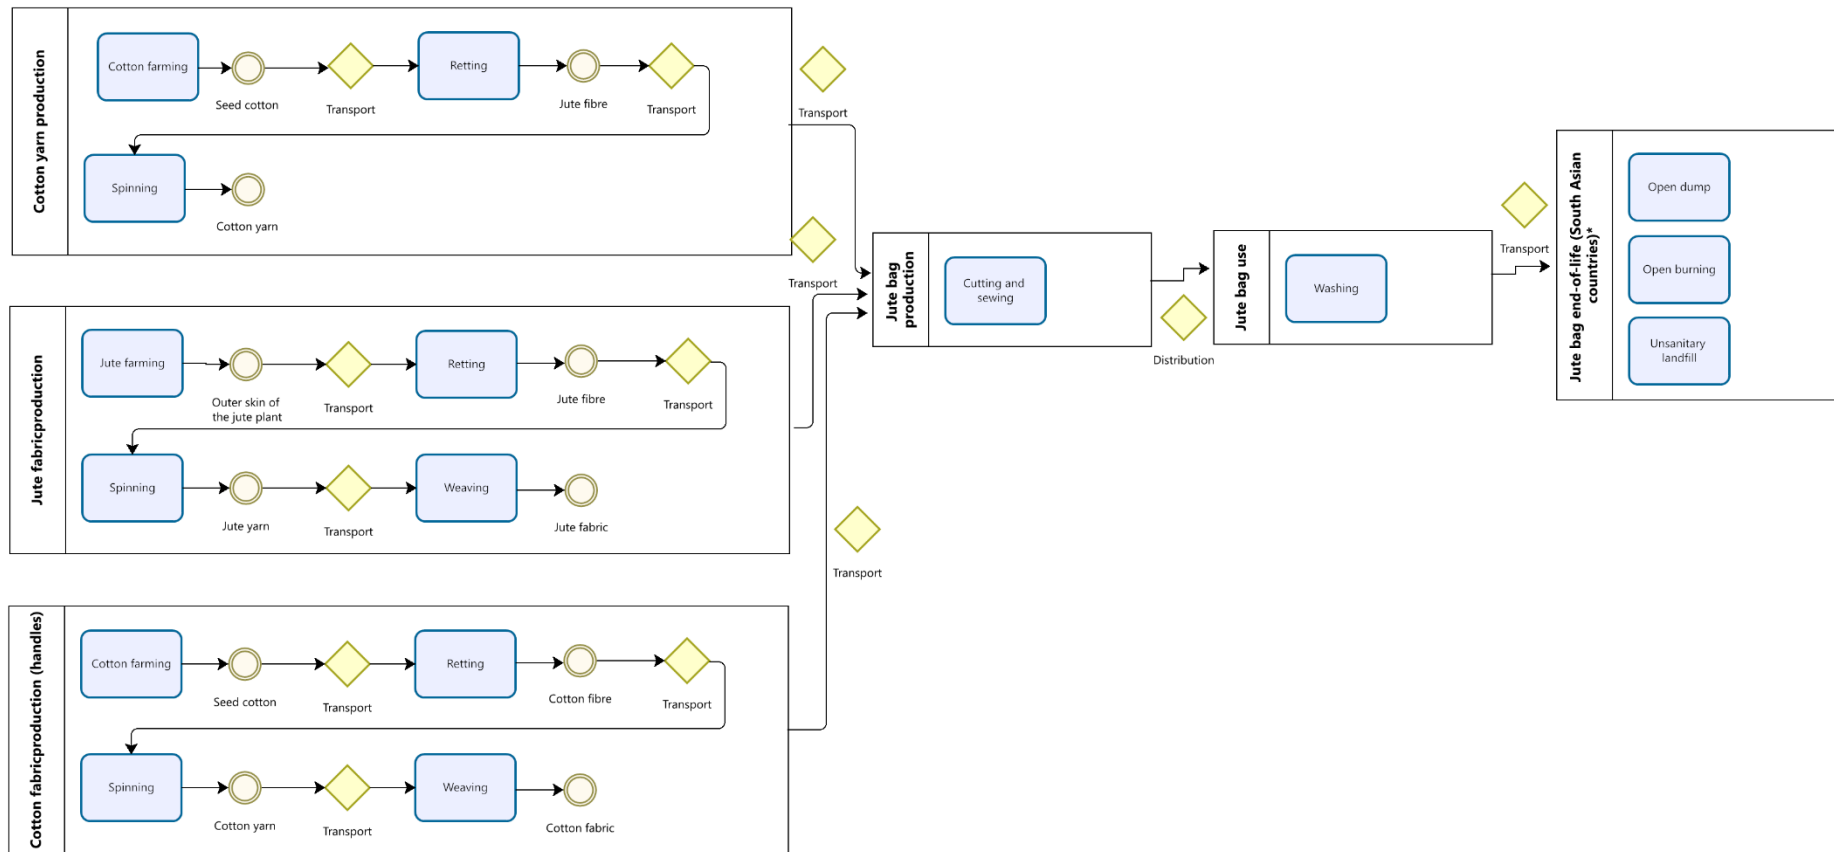 Cotton yarn production
Cotton farming
Seed cotton
Transport
Retting
Jute fibre
Transport
Spinning
Cotton yarn
Transport
Jute fabricproduction
Jute farming
Outer skin of
the jute plant
Transport
Retting
Jute fibre
Transport
Spinning
Jute yarn
Transport
Weaving
Jute fabric
Transport
Cotton fabricproduction (handles)
Cotton farming
Seed cotton
Transport
Retting
Cotton fibre
Transport
Spinning
Cotton yarn
Transport
Weaving
Cotton fabric
Transport
Jute bag
production
Cutting and
sewing
Distribution
Jute bag use
Washing
Transport
Jute bag end-of-life (South Asian
countries)*
Open dump
Open burning
Unsanitary
landfill